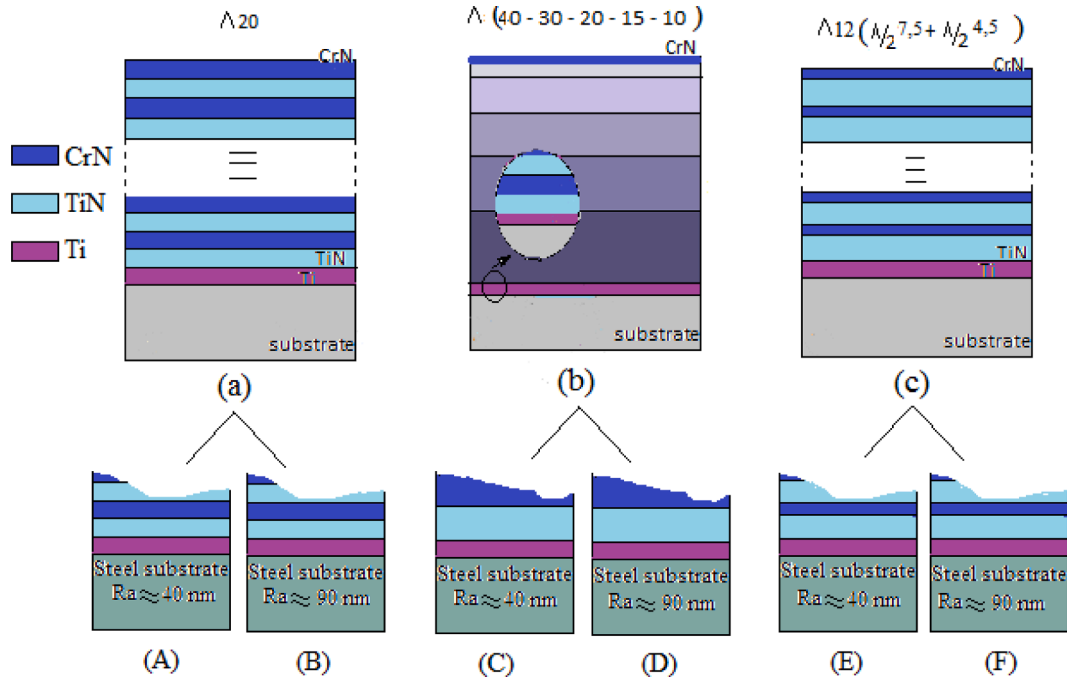 Λ 20
Λ (40 - 30 - 20 - 15 - 10)
Λ12 (Λ/2 7,5 + Λ/2 4,5)
CrN
CrN
CrN
CrN
TiN
Ti
TiN
Ti
substrate
substrate
TiN
Ti
substrate
(a)
(b)
(c)
Steel substrate
Ra ≈ 40 nm
Steel substrate
Ra ≈ 90 nm
Steel substrate
Ra ≈ 40 nm
Steel substrate
Ra ≈ 90 nm
Steel substrate
Ra ≈ 40 nm
Steel substrate
Ra ≈ 90 nm
(A)
(B)
(C)
(D)
(E)
(F)